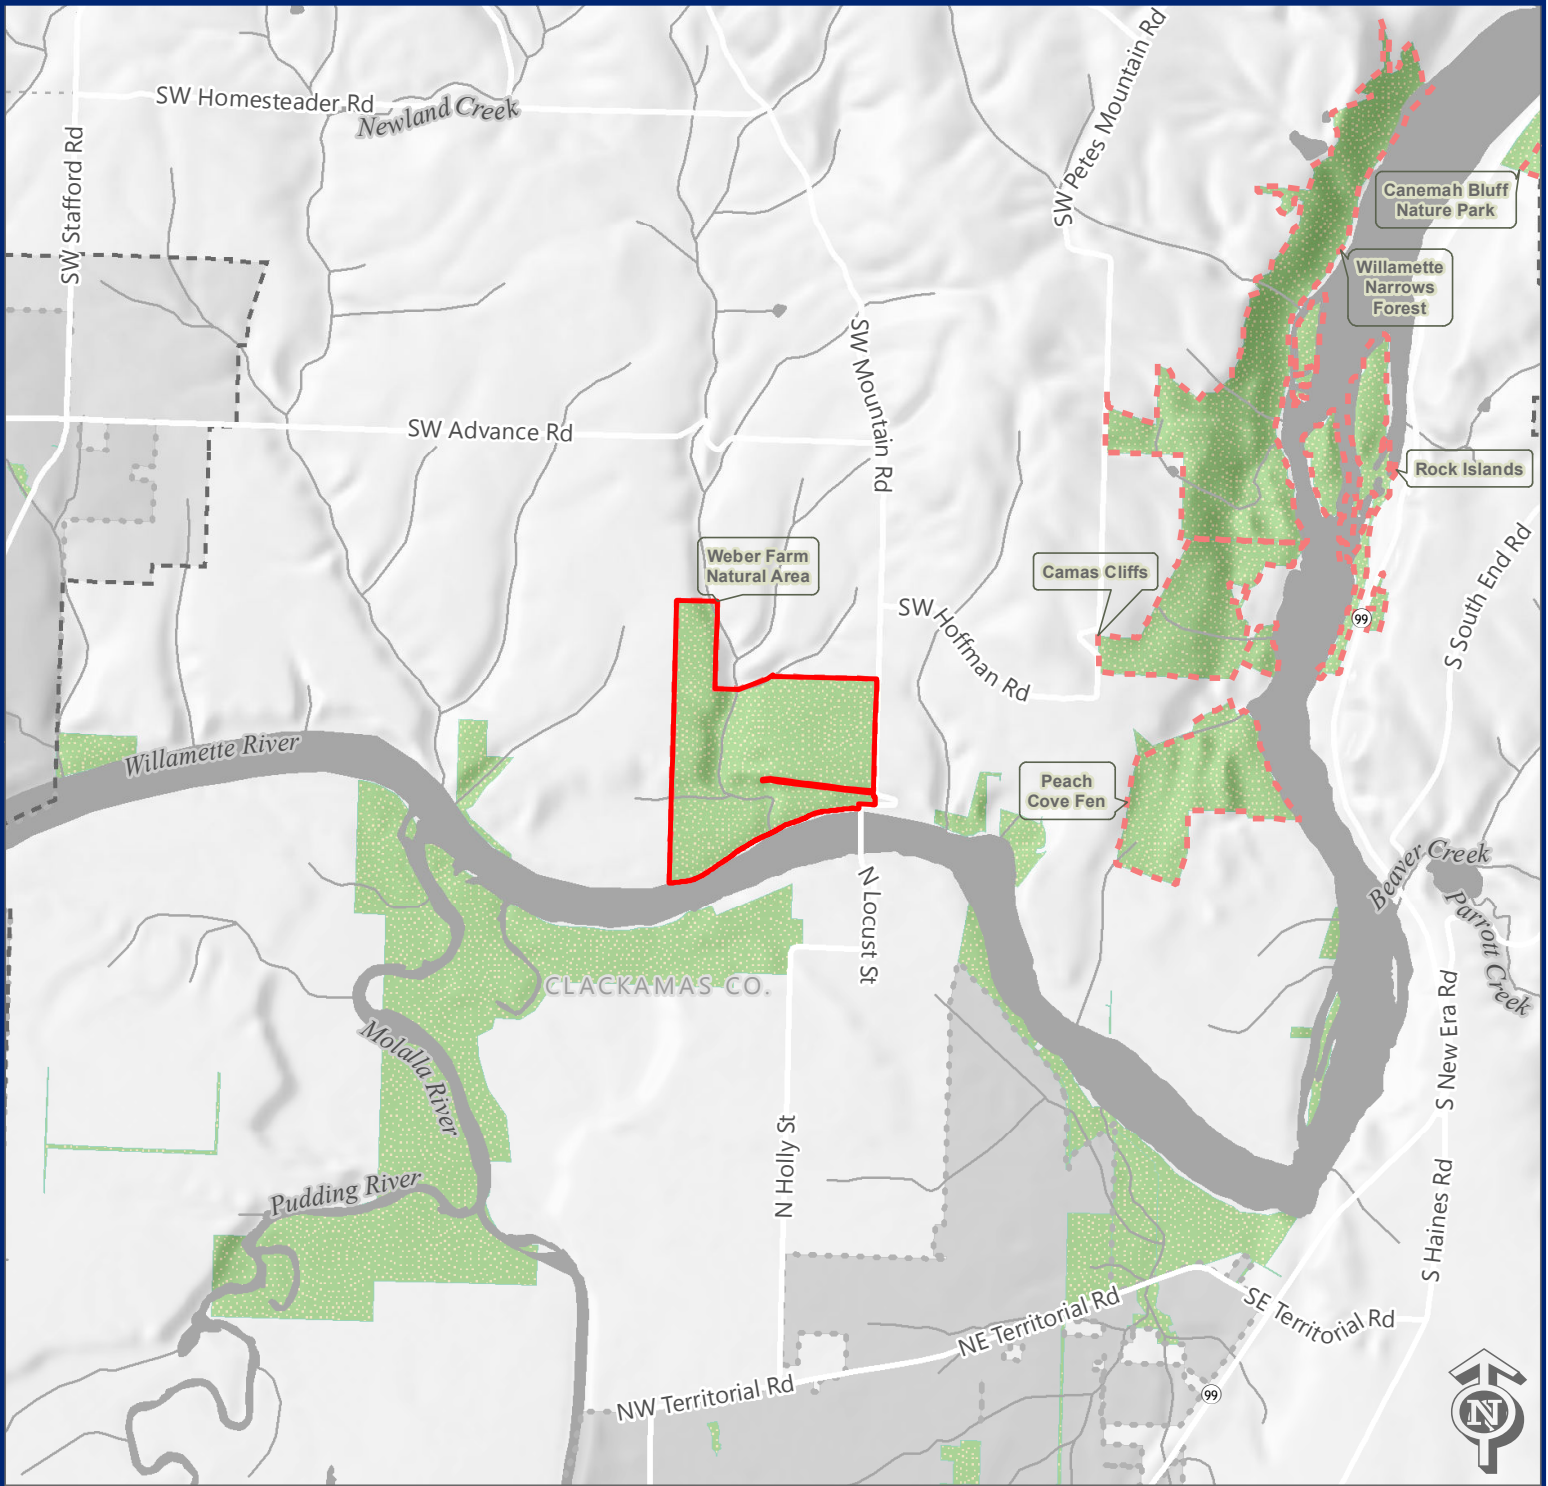 SW Homesteader Rd
Newland Creek
SW Stafford Rd
SW Petes Mountain Rd
Canemah Bluff
Nature Park
Willamette
Narrows
Forest
SW Mountain Rd
SW Advance Rd
Rock Islands
Weber Farm
Natural Area
Camas Cliffs
SW Hoffman Rd
99
S South End Rd
Willamette River
Peach
Cove Fen
Beaver Creek
Parrott Creek
N Locust St
CLACKAMAS CO.
Molalla River
S New Era Rd
N Holly St
Pudding River
S Haines Rd
NE Territorial Rd
SE Territorial Rd
NW Territorial Rd
99
N